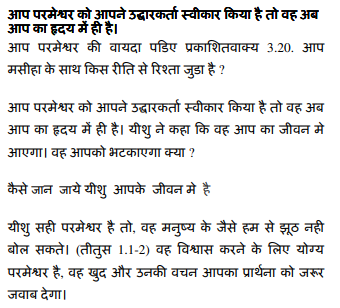 आप परमेश्वर को आपने उद्धारकर्ता स्वीकार किया है तो वह अब
आप का हृदय में ही है।
आप परमेश्वर की वायदा पडिए प्रकाशितवाक्य 3.20. आप
मसीहा के साथ किस रीति से रिश्ता जुडा है ?
आप परमेश्वर को आपने उद्धारकर्ता स्वीकार किया है तो वह अब
आप का हृदय में ही है। यीशु ने कहा कि वह आप का जीवन मे
आएगा। वह आपको भटकाएगा क्या ?
कैसे जान जाये यीशु आपके जीवन मे है
यीशु सही परमेश्वर है तो, वह मनुष्य के जैसे हम से झूठ नही
बोल सकते। (तीतुस 1.1-2) वह विश्वास करने के लिए योग्य
परमेश्वर है, वह खुद और उनकी वचन आपका प्रार्थना को जरूर
जवाब देगा।